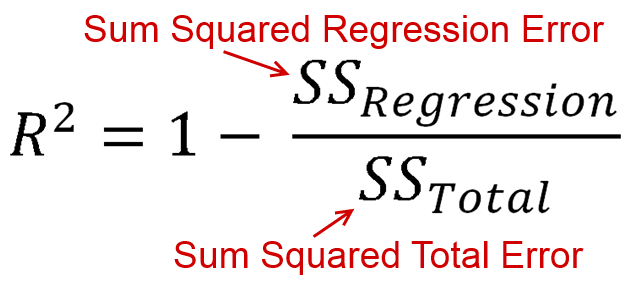 Sum Squared Regression Error
R² = 1 − SS_Regression / SS_Total
Sum Squared Total Error